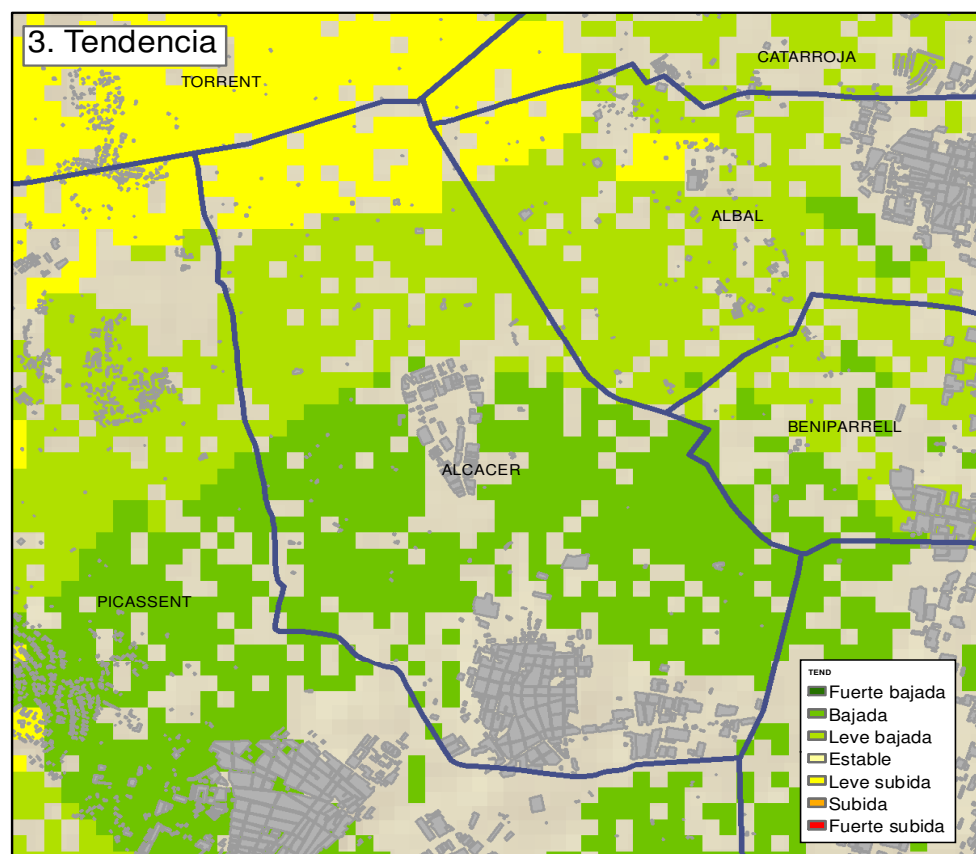 3. Tendencia
TORRENT
CATARROJA
ALBAL
BENIPARRELL
ALCACER
PICASSENT
TEND
Fuerte bajada
Bajada
Leve bajada
Estable
Leve subida
Subida
Fuerte subida